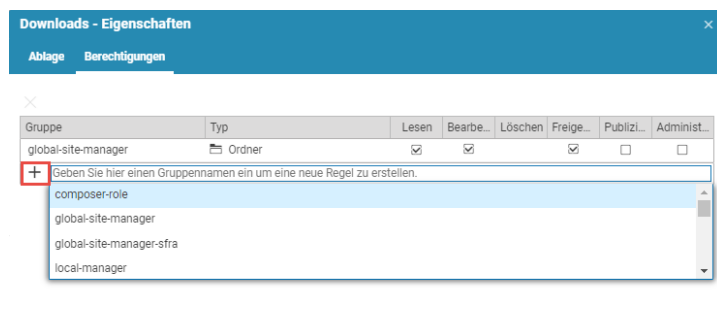 Downloads - Eigenschaften
Ablage Berechtigungen
Gruppe Typ Lesen Bearbe... Löschen Freige... Publizi... Administ...
global-site-manager Ordner
Geben Sie hier einen Gruppennamen ein um eine neue Regel zu erstellen.
composer-role
global-site-manager
global-site-manager-sfra
local-manager